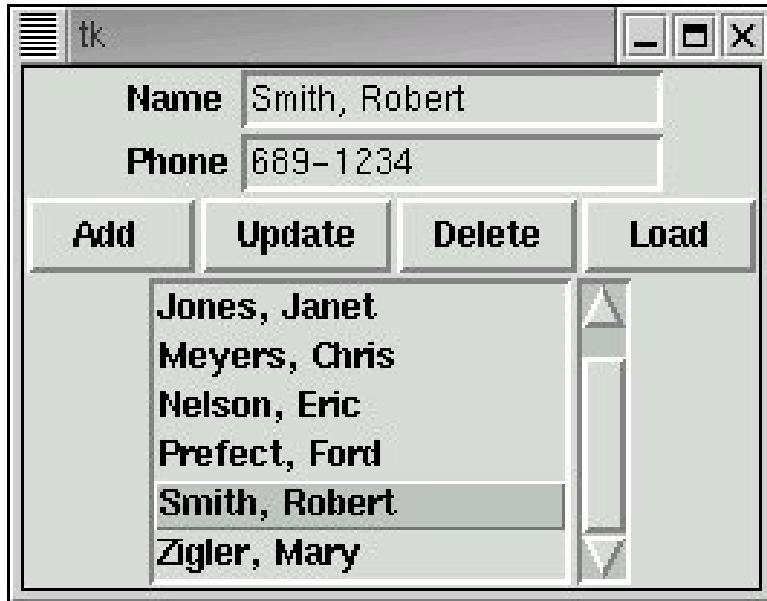 tk
Name Smith, Robert
Phone 689-1234
Add Update Delete Load
Jones, Janet
Meyers, Chris
Nelson, Eric
Prefect, Ford
Smith, Robert
Zigler, Mary